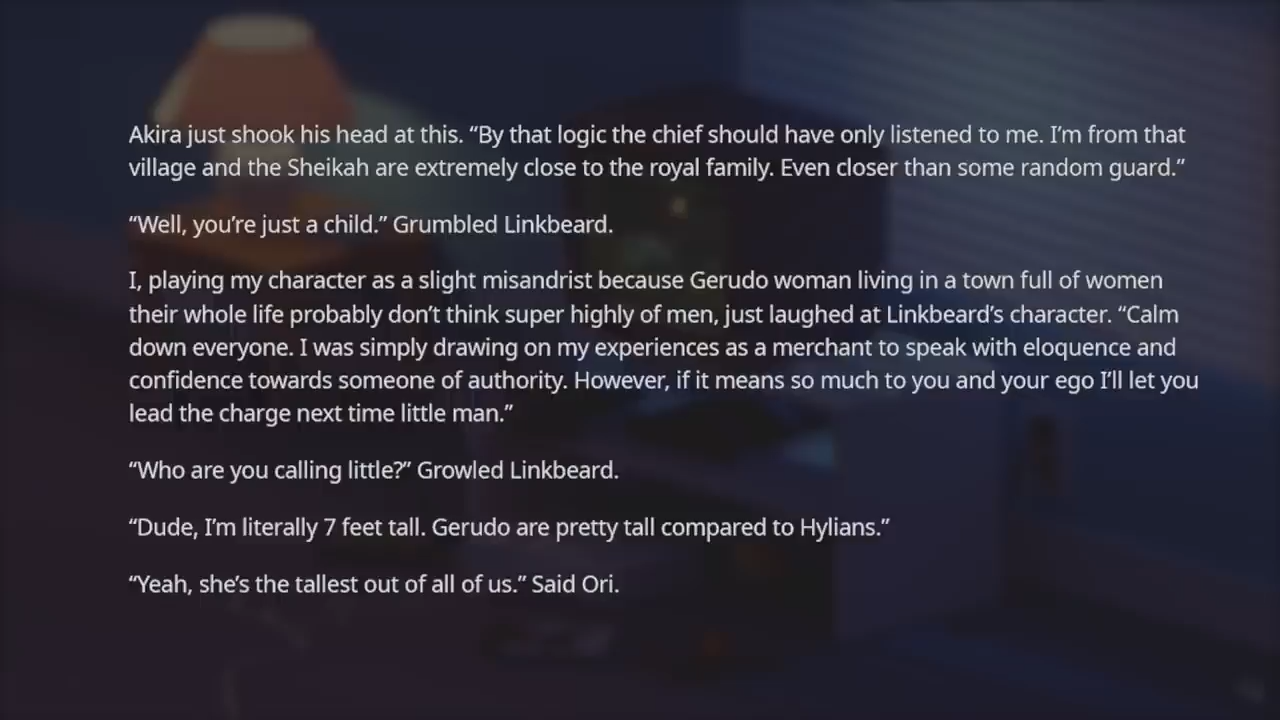 Akira just shook his head at this. “By that logic the chief should have only listened to me. I’m from that
village and the Sheikah are extremely close to the royal family. Even closer than some random guard.”
“Well, you’re just a child.” Grumbled Linkbeard.
I, playing my character as a slight misandrist because Gerudo woman living in a town full of women
their whole life probably don’t think super highly of men, just laughed at Linkbeard’s character. “Calm
down everyone. I was simply drawing on my experiences as a merchant to speak with eloquence and
confidence towards someone of authority. However, if it means so much to you and your ego I’ll let you
lead the charge next time little man.”
“Who are you calling little?” Growled Linkbeard.
“Dude, I’m literally 7 feet tall. Gerudo are pretty tall compared to Hylians.”
“Yeah, she’s the tallest out of all of us.” Said Ori.